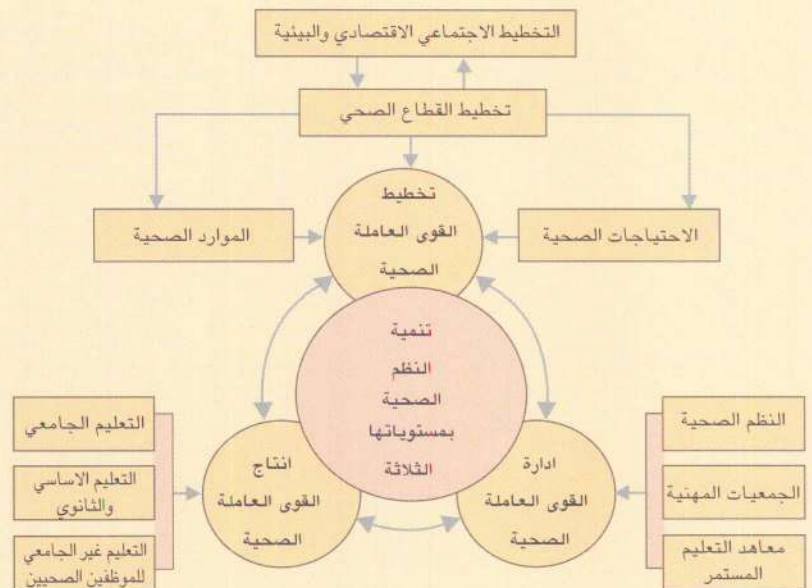 التخطيط الاجتماعي الاقتصادي والبيئية
تخطيط القطاع الصحي
الاحتياجات الصحية
تخطيط
القوى العاملة
الصحية
الموارد الصحية
تنمية
النظم
الصحية
بمستوياتها
الثلاثة
النظم الصحية
الجمعيات المهنية
معاهد التعليم
المستمر
ادارة
القوى العاملة
الصحية
انتاج
القوى العاملة
الصحية
التعليم الجامعي
التعليم الاساسي
والثانوي
التعليم غير الجامعي
للموظفين الصحيين